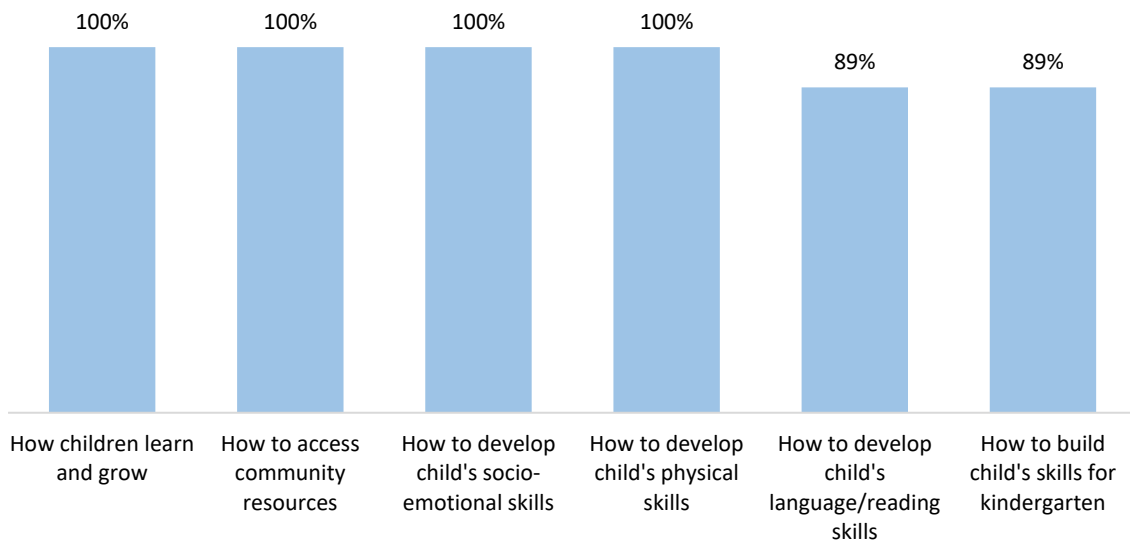 100%
100%
100%
100%
89%
89%
How children learn
and grow
How to access
community
resources
How to develop
child's socio-
emotional skills
How to develop
child's physical
skills
How to develop
child's
language/reading
skills
How to build
child's skills for
kindergarten